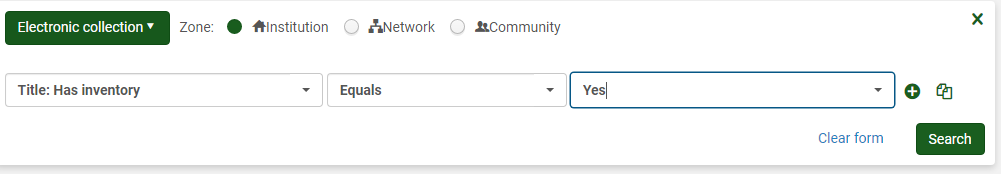 Electronic collection Zone: Institution Network Community
Title: Has inventory Equals Yes
Clear form Search